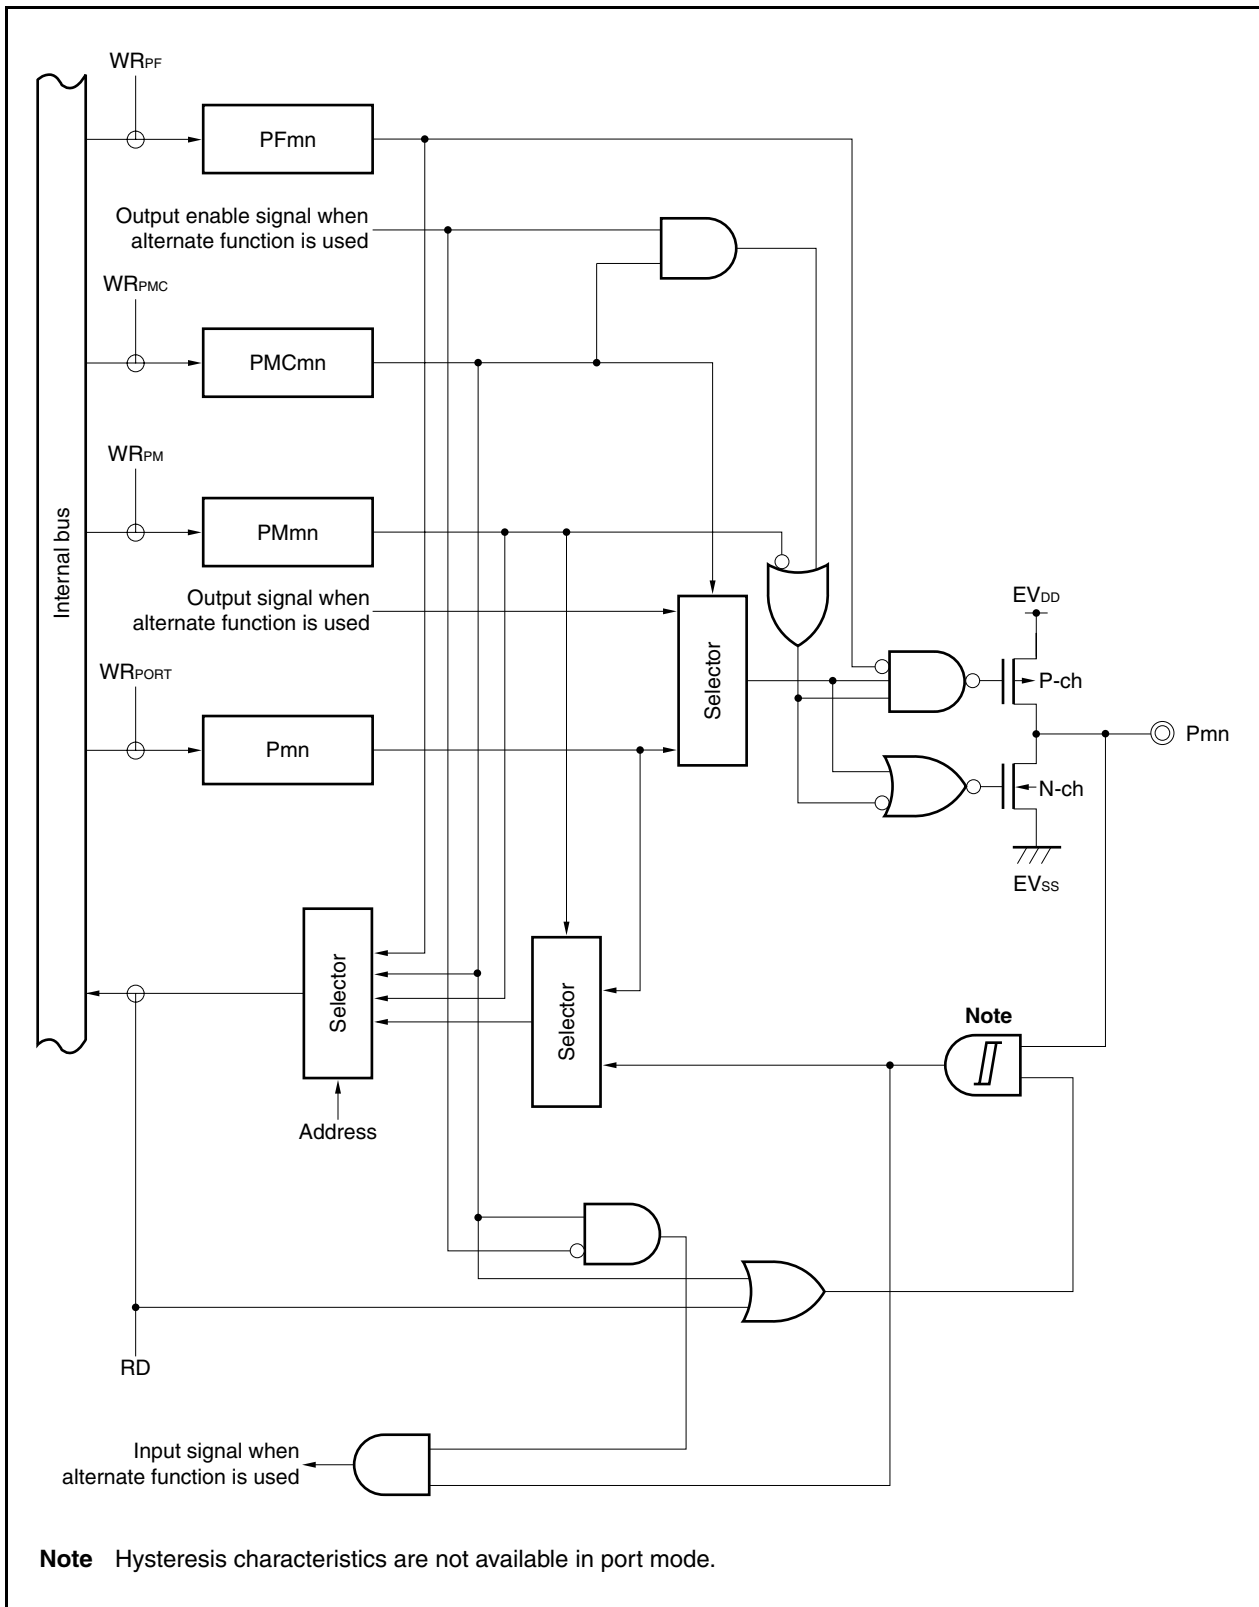 WRPF
PFmn
Output enable signal when
alternate function is used
WRPMC
PMCmn
WRPM
PMmn
Internal bus
Output signal when
alternate function is used
EVDD
WRPORT
Selector
P-ch
Pmn
Pmn
N-ch
EVSS
Selector
Selector
Note
Address
RD
Input signal when
alternate function is used
Note Hysteresis characteristics are not available in port mode.